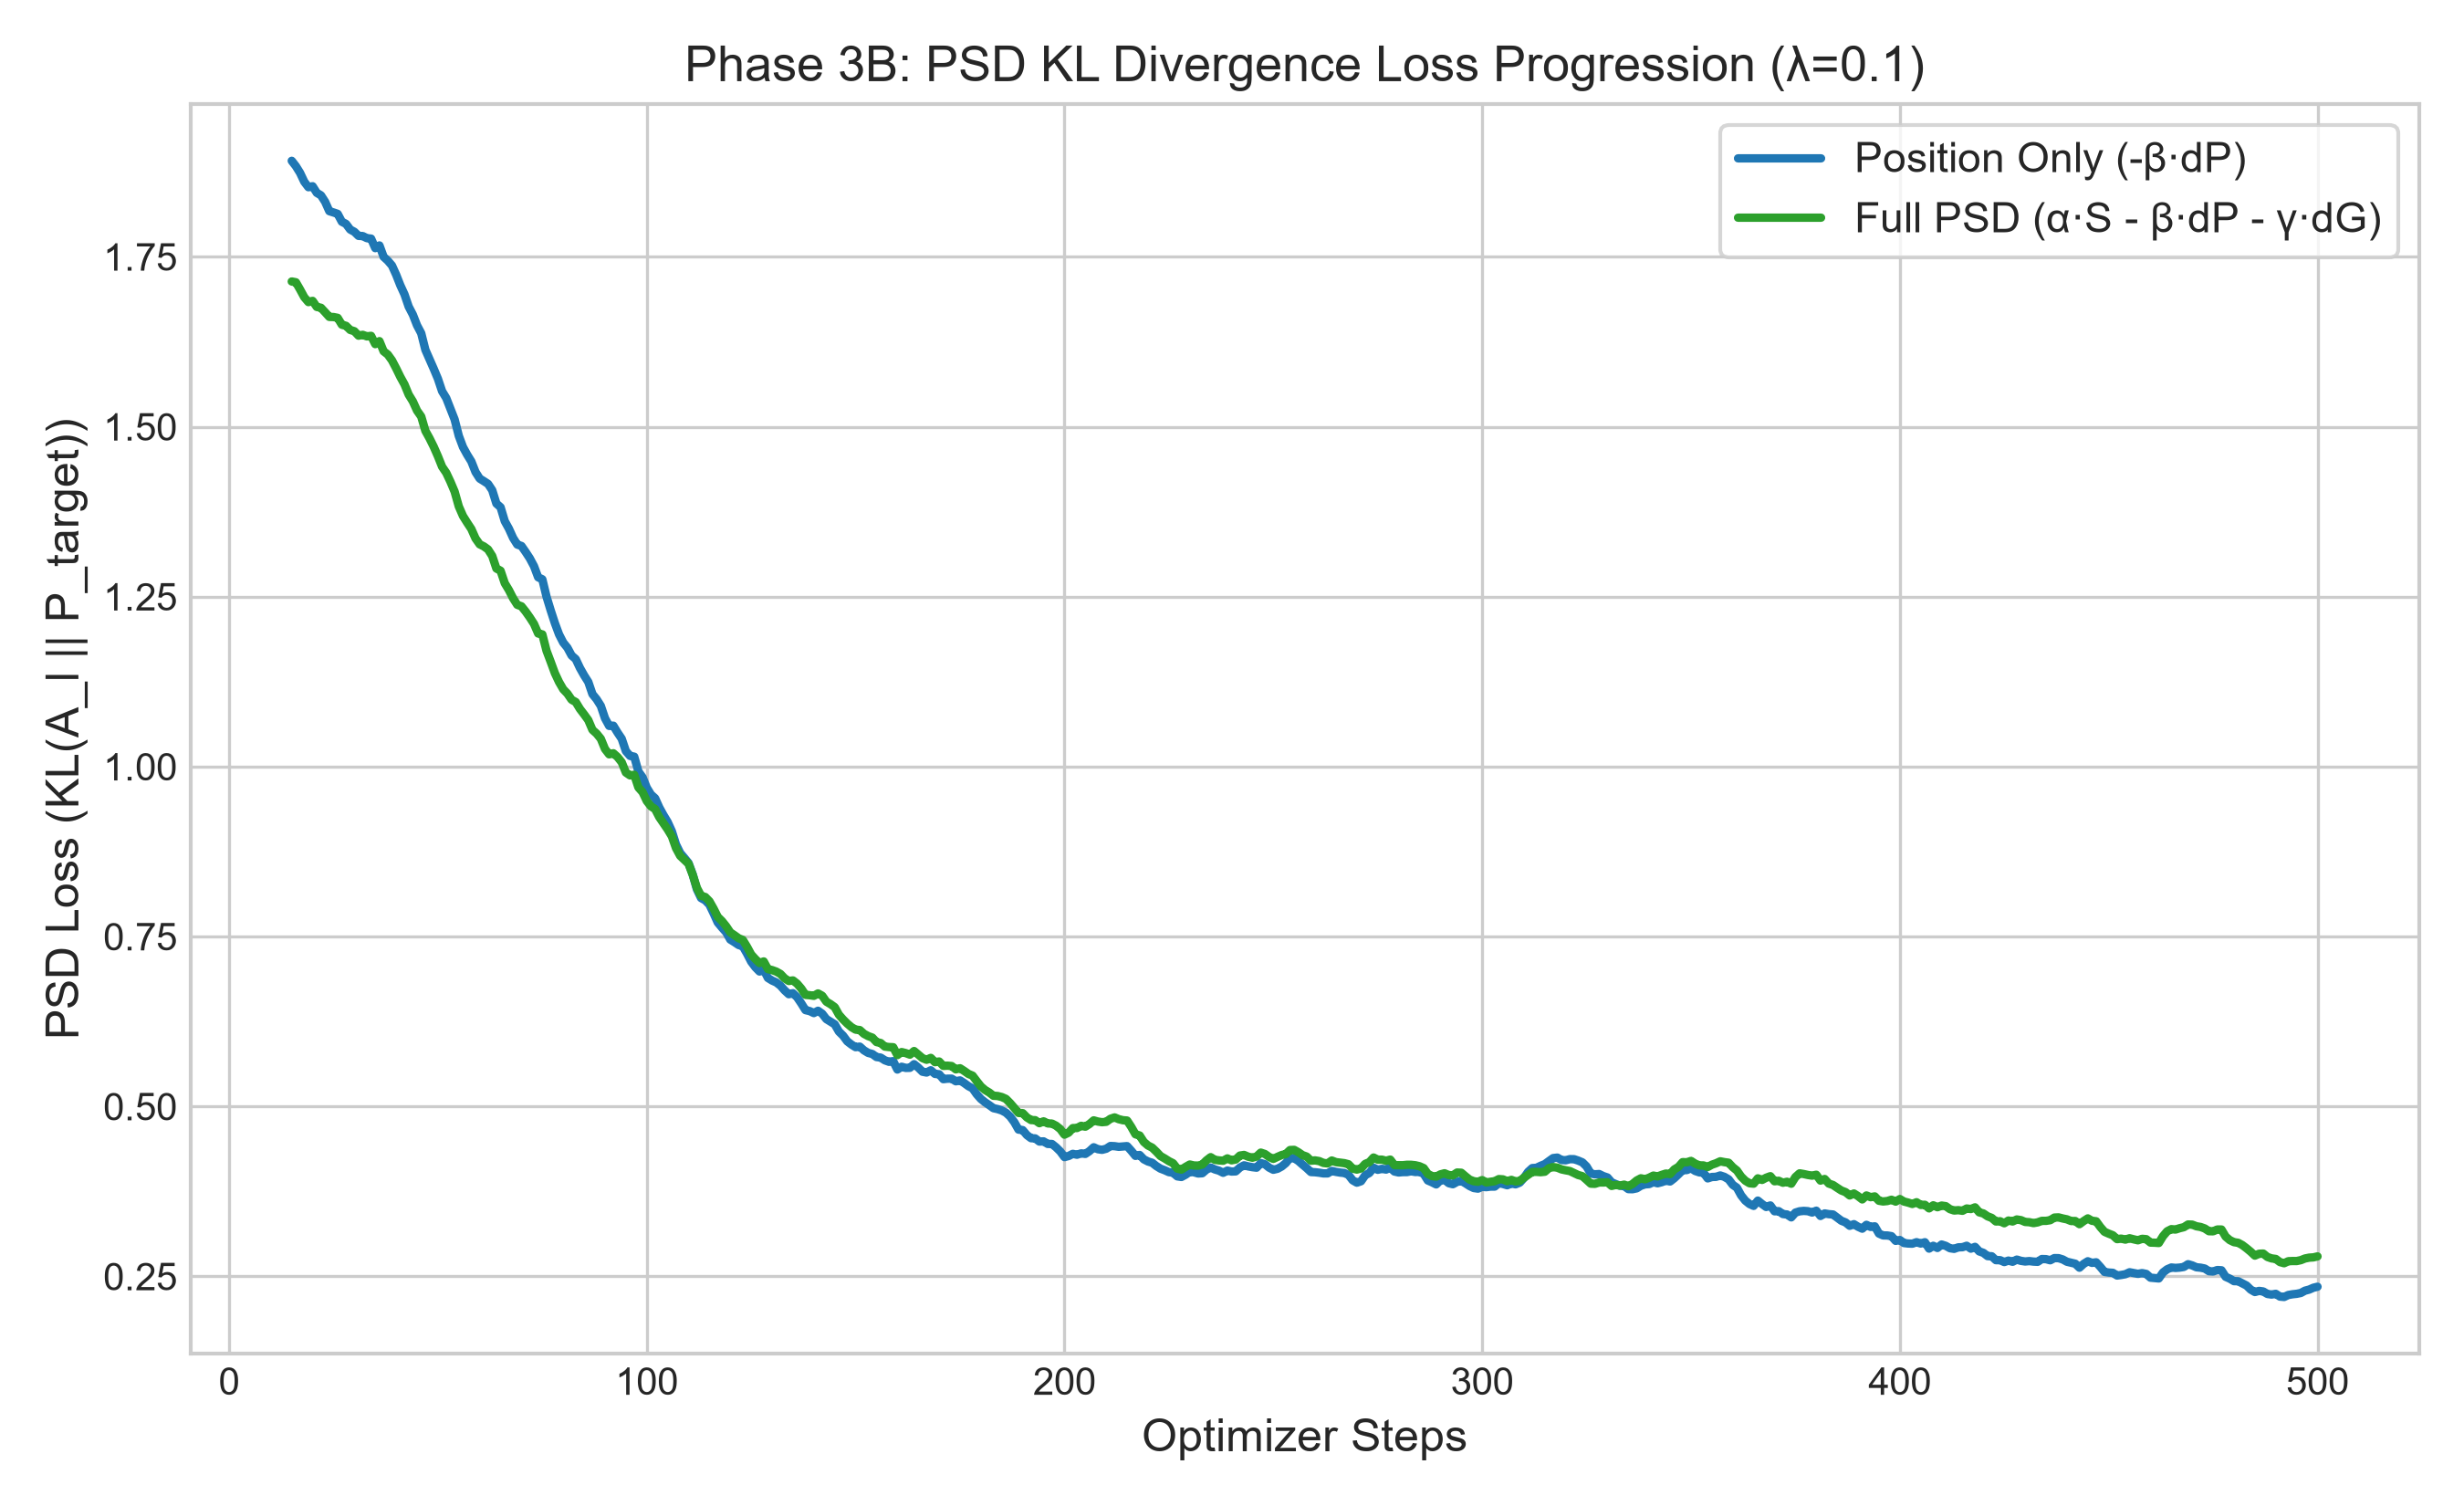 Phase 3B: PSD KL Divergence Loss Progression (λ=0.1)
Position Only (-β·dP)
Full PSD (α·S - β·dP - γ·dG)
PSD Loss (KL(A_l || P_target))
1.75
1.50
1.25
1.00
0.75
0.50
0.25
0
100
200
300
400
500
Optimizer Steps